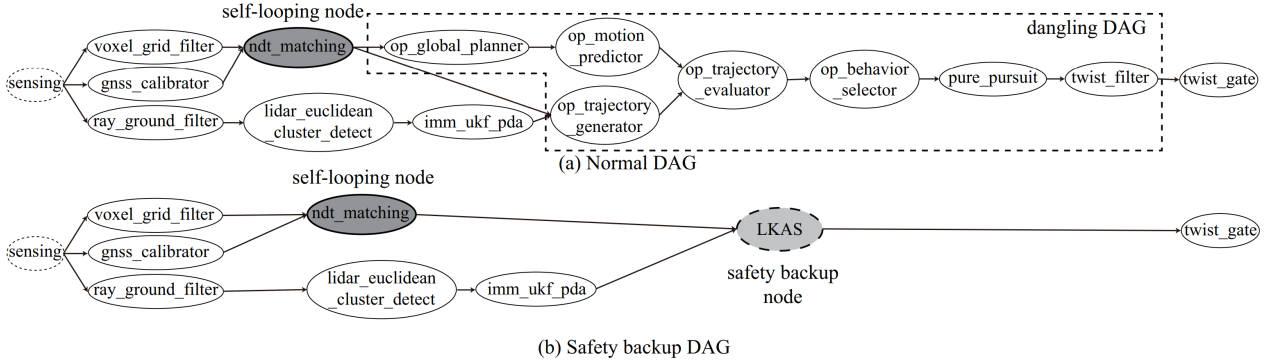 self-looping node
dangling DAG
sensing
voxel_grid_filter
gnss_calibrator
ray_ground_filter
ndt_matching
lidar_euclidean
_cluster_detect
imm_ukf_pda
op_global_planner
op_motion
_predictor
op_trajectory
_generator
op_trajectory
_evaluator
op_behavior
_selector
pure_pursuit
twist_filter
twist_gate
(a) Normal DAG
self-looping node
sensing
voxel_grid_filter
gnss_calibrator
ray_ground_filter
ndt_matching
lidar_euclidean
_cluster_detect
imm_ukf_pda
LKAS
safety backup
node
twist_gate
(b) Safety backup DAG